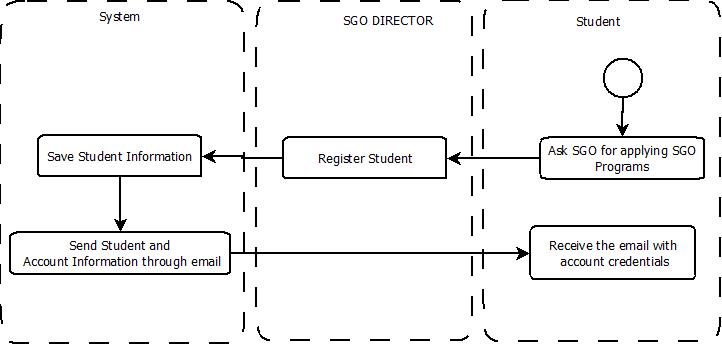 System
SGO DIRECTOR
Student
Save Student Information
Register Student
Ask SGO for applying SGO
Programs
Send Student and
Account Information through email
Receive the email with
account credentials